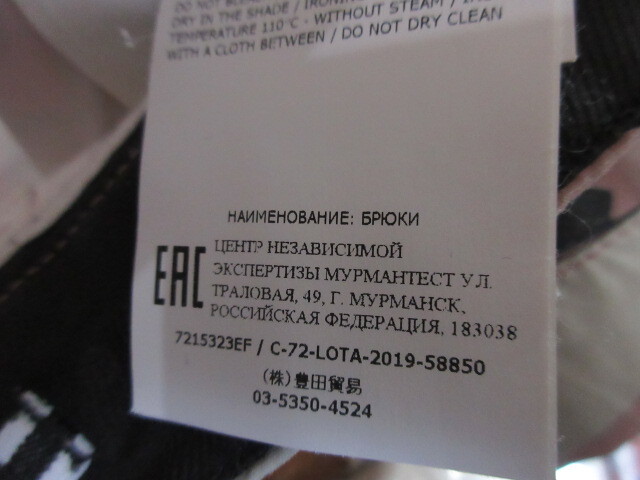 DRY IN THE SHADE / IRONING
TEMPERATURE 110°C - WITHOUT STEAM /
WITH A CLOTH BETWEEN / DO NOT DRY CLEAN
НАИМЕНОВАНИЕ: БРЮКИ
EAC
ЦЕНТР НЕЗАВИСИМОЙ
ЭКСПЕРТИЗЫ МУРМАНТЕСТ УЛ.
ТРАЛОВАЯ, 49, Г. МУРМАНСК,
РОССИЙСКАЯ ФЕДЕРАЦИЯ, 183038
7215323EF / C-72-LOTA-2019-58850
(株)豊田貿易
03-5350-4524